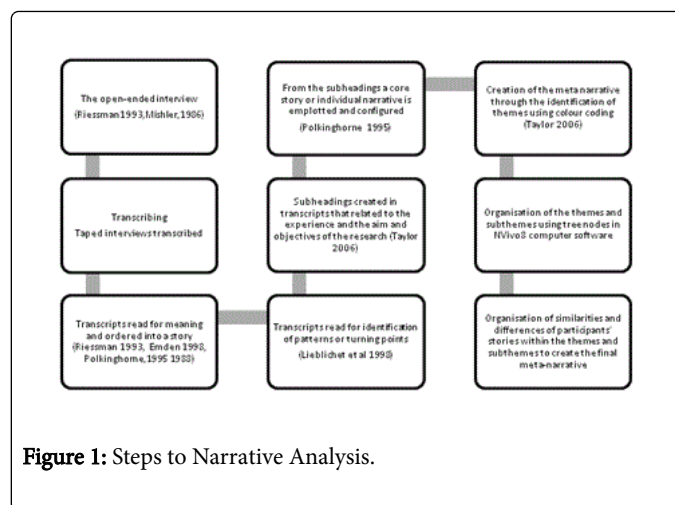 The open-ended interview
(Riessman 1993, Mishler, 1986)
Transcribing
Taped interviews transcribed
Transcripts read for meaning
and ordered into a story
(Riessman 1993, Emden 1998,
Polkinghorne, 1995 1988)
Transcripts read for identification
of patterns or turning points
(Lieblichet al 1998)
Subheadings created in
transcripts that related to the
experience and the aim and
objectives of the research (Taylor
2006)
From the subheadings a core
story or individual narrative is
emplotted and configured
(Polkinghorne 1995)
Creation of the meta narrative
through the identification of
themes using colour coding
(Taylor 2006)
Organisation of the themes and
subthemes using tree nodes in
NVivo8 computer software
Organisation of similarities and
differences of participants'
stories within the themes and
subthemes to create the final
meta-narrative
Figure 1: Steps to Narrative Analysis.